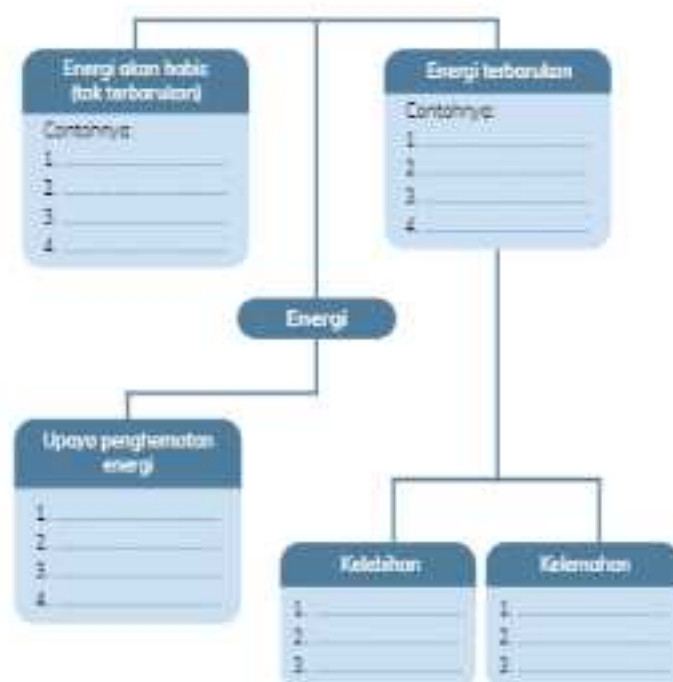 Energi akan habis
(tak terbarukan)
Contohnya:
1.
2.
3.
4.
Energi terbarukan
Contohnya:
1.
2.
3.
4.
Energi
Upaya penghematan
energi
1.
2.
3.
4.
Kelebihan
1.
2.
3.
Kelemahan
1.
2.
3.